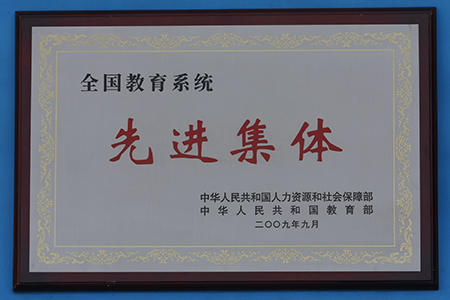 全国教育系统
先进集体
中华人民共和国人力资源和社会保障部
中华人民共和国教育部
二〇〇九年九月